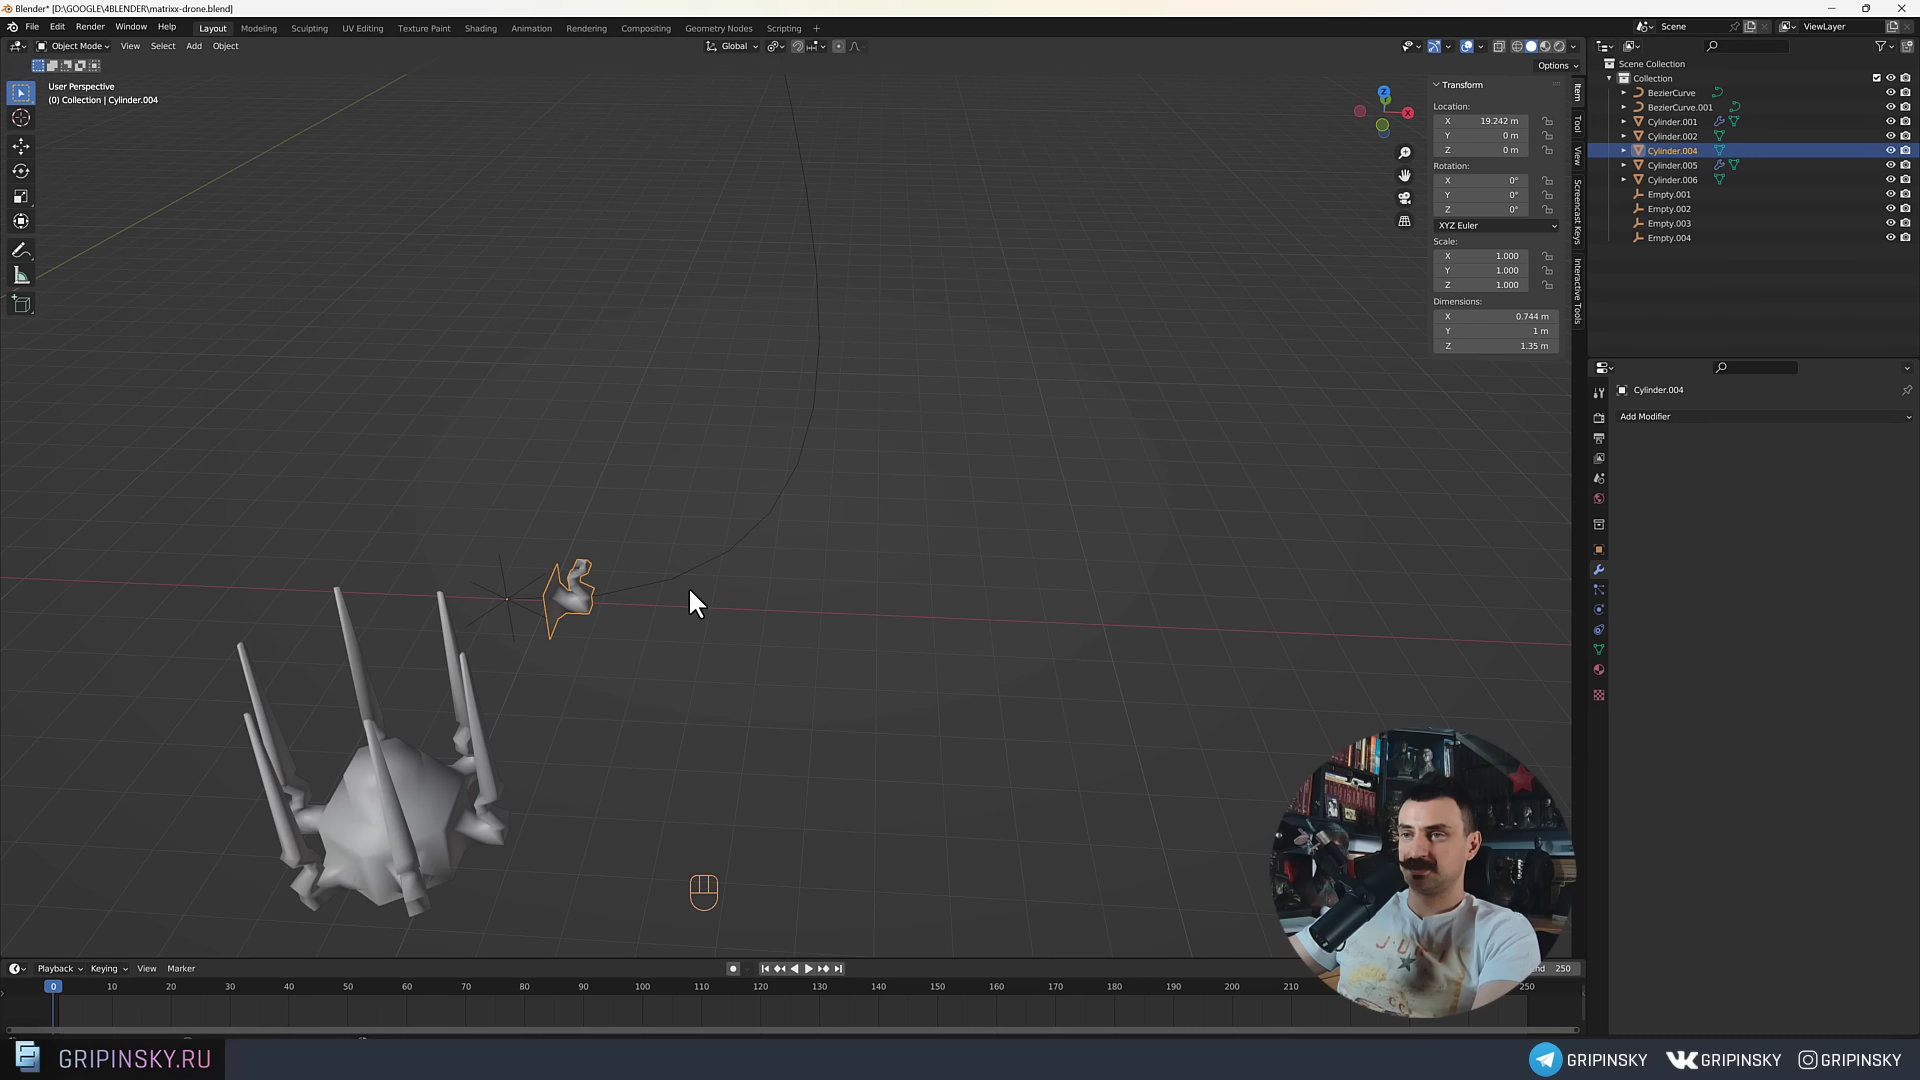 Blender* [D:\GOOGLE\4BLENDER\matrixx-drone.blend]
File Edit Render Window Help
Layout Modeling Sculpting UV Editing Texture Paint Shading Animation Rendering Compositing Geometry Nodes Scripting +
Scene
ViewLayer
Object Mode View Select Add Object
Global
Options
User Perspective
(0) Collection | Cylinder.004
Transform
Location:
X 19.242 m
Y 0 m
Z 0 m
Rotation:
X 0°
Y 0°
Z 0°
XYZ Euler
Scale:
X 1.000
Y 1.000
Z 1.000
Dimensions:
X 0.744 m
Y 1 m
Z 1.35 m
Item
Tool
View
Screencast Keys
Interactive Tools
Z
X
Scene Collection
Collection
BezierCurve
BezierCurve.001
Cylinder.001
Cylinder.002
Cylinder.004
Cylinder.005
Cylinder.006
Empty.001
Empty.002
Empty.003
Empty.004
Cylinder.004
Add Modifier
Playback Keying View Marker
nd 250
0 10 20 30 40 50 60 70 80 90 100 110 120 130 140 150 160 170 180 190 200 210 250
GRIPINSKY.RU
GRIPINSKY GRIPINSKY GRIPINSKY